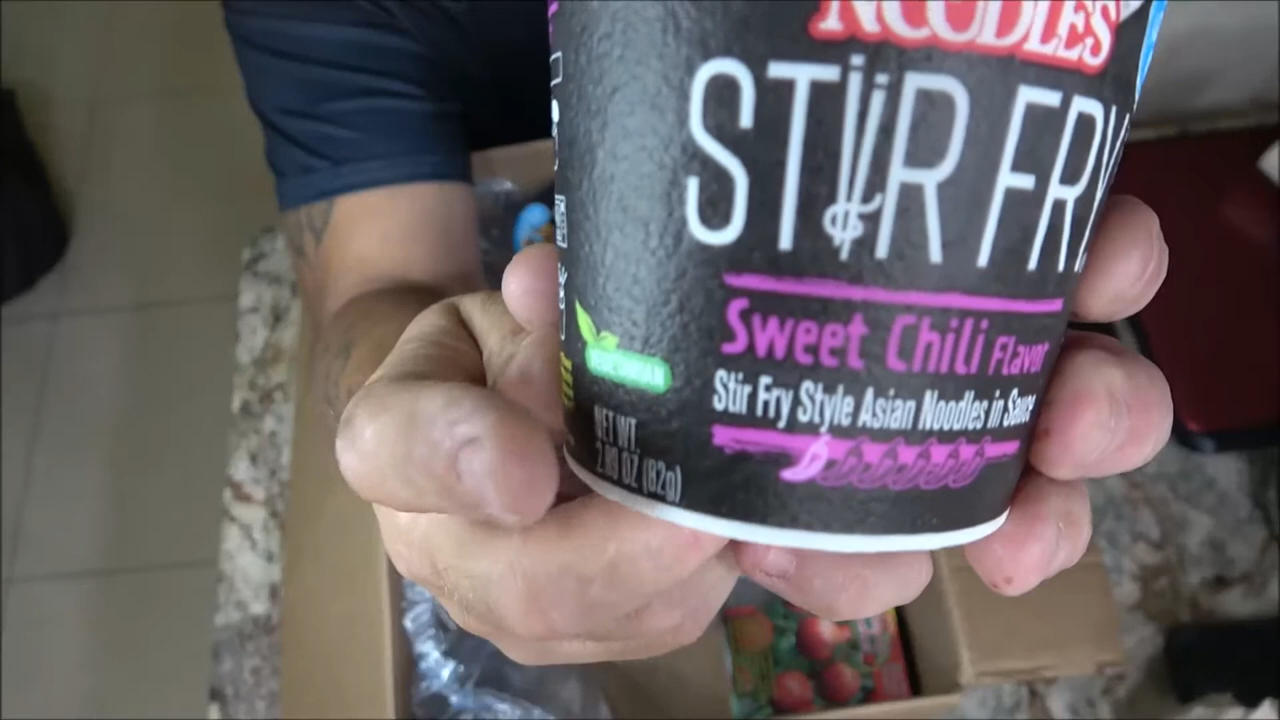 NOODLES
STIR FRY
Sweet Chili Flavor
Stir Fry Style Asian Noodles in Sauce
NET WT.
2.89 OZ (82g)